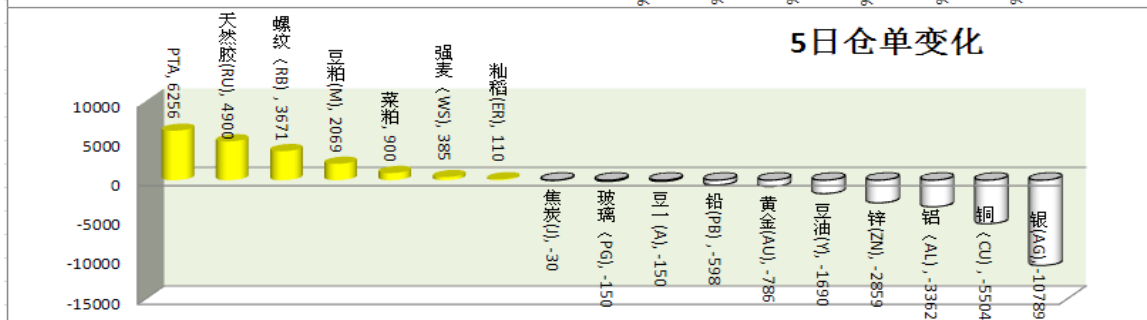 5日仓单变化
10000
5000
0
-5000
-10000
-15000
PTA, 6256
天然胶(RU), 4900
螺纹（RB）, 3671
豆粕(M), 2069
菜粕, 900
强麦（WS), 385
籼稻(ER), 110
焦炭(J), -30
玻璃（PG), -150
豆一(A), -150
铅(PB) , -598
黄金(AU), -786
豆油(Y), -1690
锌(ZN), -2859
铝（AL) , -3362
铜（CU) , -5504
银(AG) , -10789